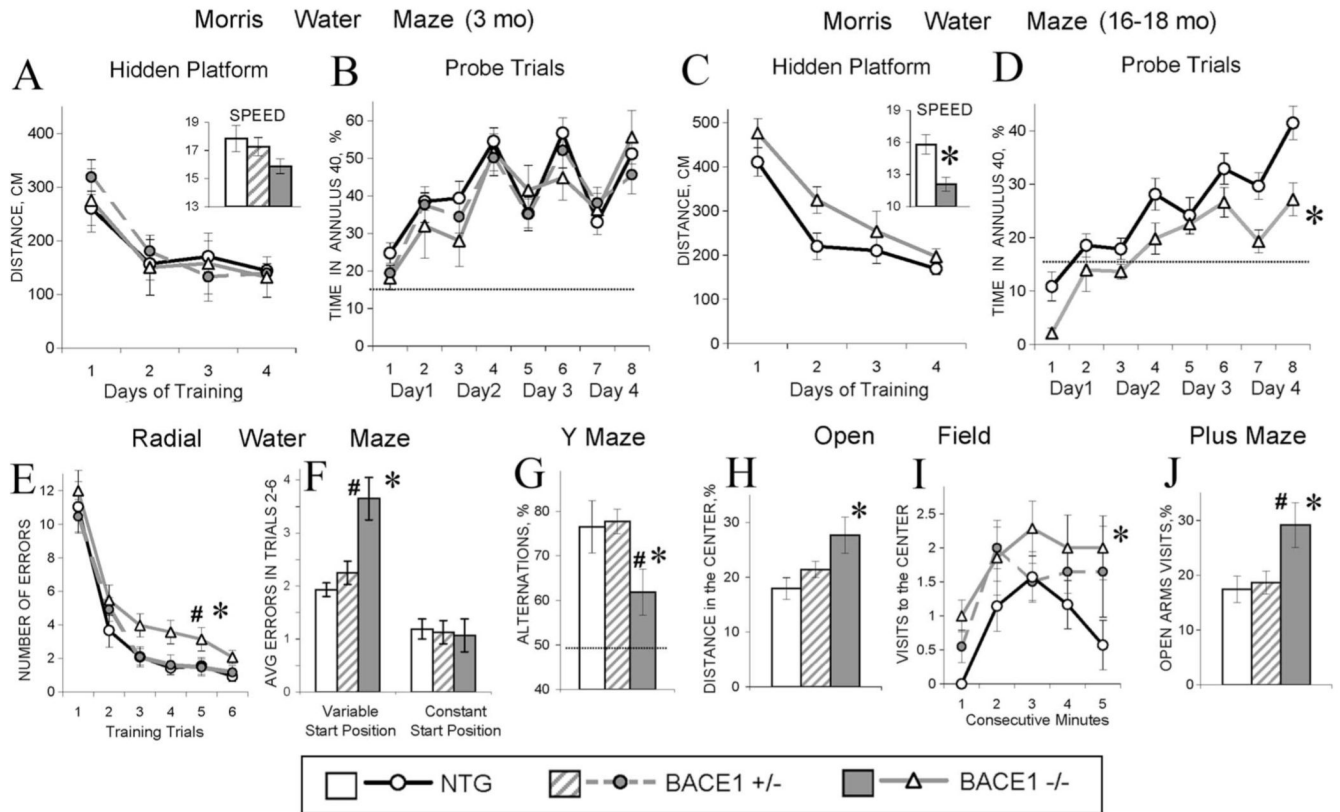 Morris Water Maze (3 mo)
Morris Water Maze (16-18 mo)
A
Hidden Platform
DISTANCE, CM
400
300
200
100
0
SPEED
19
17
15
13
1 2 3 4
Days of Training
B
Probe Trials
TIME IN ANNULUS 40, %
60
50
40
30
20
10
0
1 2 3 4 5 6 7 8
Day1 Day2 Day 3 Day 4
C
Hidden Platform
DISTANCE, CM
500
400
300
200
100
0
SPEED
19
16
13
10
*
1 2 3 4
Days of Training
D
Probe Trials
TIME IN ANNULUS 40, %
40
30
20
10
0
*
1 2 3 4 5 6 7 8
Day1 Day2 Day 3 Day 4
Radial Water Maze
Y Maze
Open Field
Plus Maze
E
NUMBER OF ERRORS
12
10
8
6
4
2
0
# *
1 2 3 4 5 6
Training Trials
F
AVG ERRORS IN TRIALS 2-6
4
3
2
1
0
# *
Variable Constant
Start Position Start Position
G
ALTERNATIONS, %
80
70
60
50
40
# *
H
DISTANCE in the CENTER, %
30
20
10
0
*
I
VISITS to the CENTER
2.5
2
1.5
1
0.5
0
*
1 2 3 4 5
Consecutive Minutes
J
OPEN ARMS VISITS, %
30
20
10
0
# *
NTG BACE1 +/- BACE1 -/-